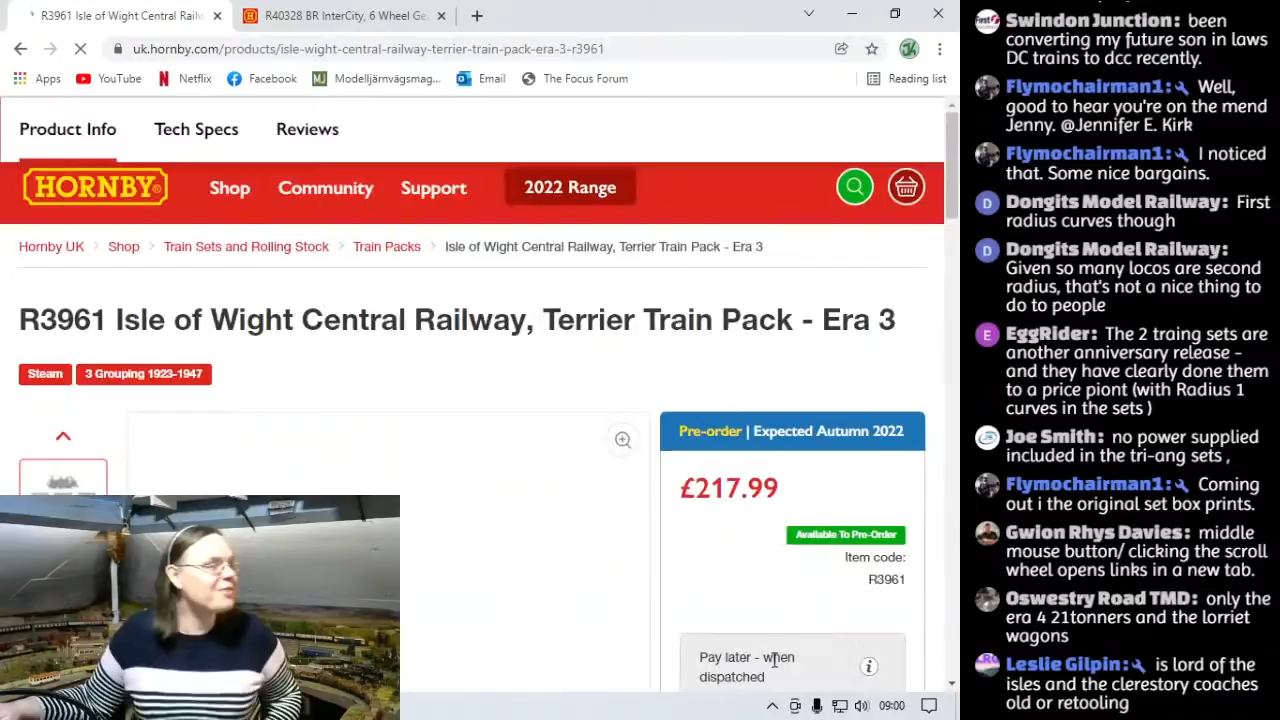 R3961 Isle of Wight Central Railw
R40328 BR InterCity, 6 Wheel Ge
uk.hornby.com/products/isle-wight-central-railway-terrier-train-pack-era-3-r3961
Apps
YouTube
Netflix
Facebook
Modelljärnvägsmag...
Email
The Focus Forum
Reading list
Product Info
Tech Specs
Reviews
HORNBY
Shop
Community
Support
2022 Range
Hornby UK
Shop
Train Sets and Rolling Stock
Train Packs
Isle of Wight Central Railway, Terrier Train Pack - Era 3
R3961 Isle of Wight Central Railway, Terrier Train Pack - Era 3
Steam
3 Grouping 1923-1947
Pre-order | Expected Autumn 2022
£217.99
Available To Pre-Order
Item code:
R3961
Pay later - when
dispatched
09:00
Swindon Junction: been
converting my future son in laws
DC trains to dcc recently.
Flymochairman1: Well,
good to hear you're on the mend
Jenny. @Jennifer E. Kirk
Flymochairman1: I noticed
that. Some nice bargains.
Dongits Model Railway: First
radius curves though
Dongits Model Railway:
Given so many locos are second
radius, that's not a nice thing to
do to people
EggRider: The 2 traing sets are
another anniversary release -
and they have clearly done them
to a price piont (with Radius 1
curves in the sets )
Joe Smith: no power supplied
included in the tri-ang sets ,
Flymochairman1: Coming
out i the original set box prints.
Gwion Rhys Davies: middle
mouse button/ clicking the scroll
wheel opens links in a new tab.
Oswestry Road TMD: only the
era 4 21tonners and the lorriet
wagons
Leslie Gilpin: is lord of the
isles and the clerestory coaches
old or retooling